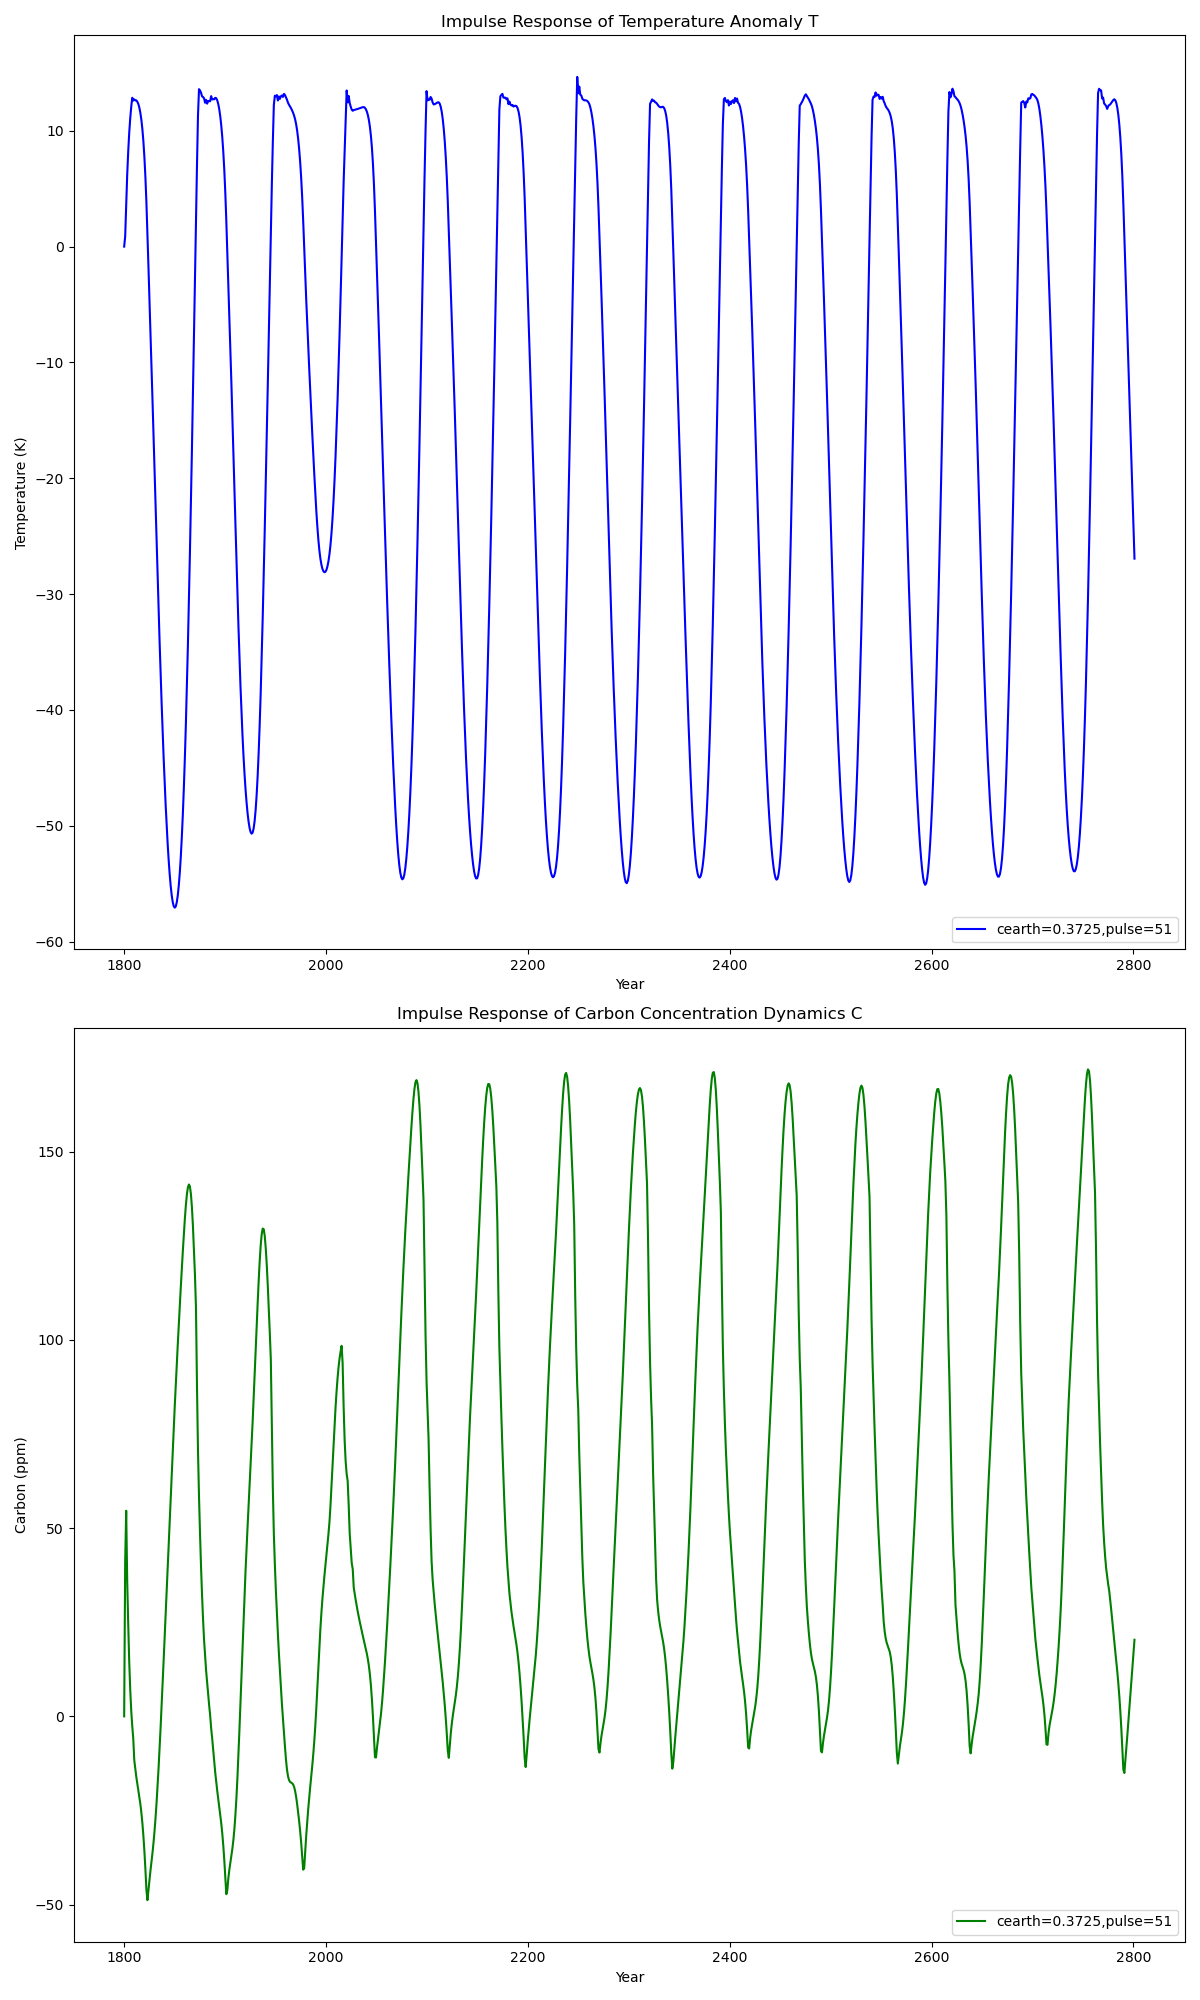 Impulse Response of Temperature Anomaly T
Temperature (K)
10
0
−10
−20
−30
−40
−50
−60
cearth=0.3725,pulse=51
1800 2000 2200 2400 2600 2800
Year
Impulse Response of Carbon Concentration Dynamics C
Carbon (ppm)
150
100
50
0
−50
cearth=0.3725,pulse=51
1800 2000 2200 2400 2600 2800
Year